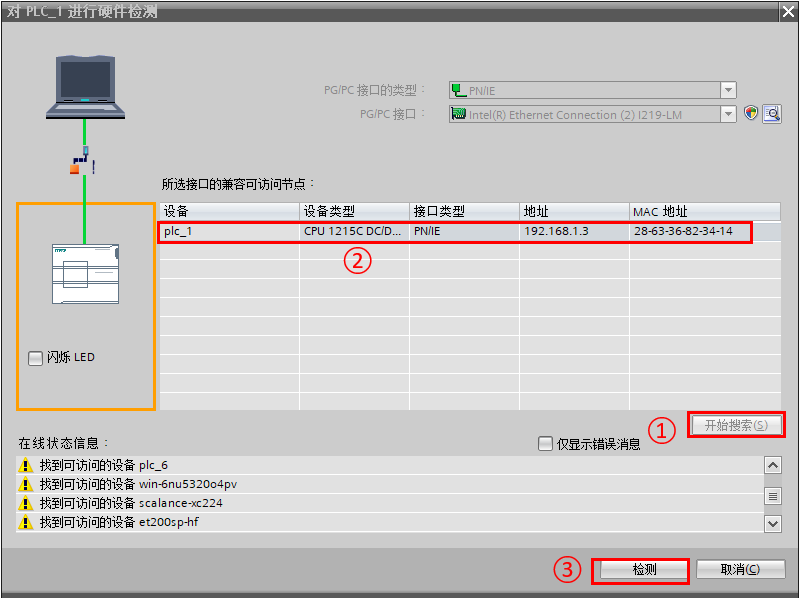 对 PLC_1 进行硬件检测
PG/PC 接口的类型：
PN/IE
PG/PC 接口：
Intel(R) Ethernet Connection (2) I219-LM
所选接口的兼容可访问节点：
设备 设备类型 接口类型 地址 MAC 地址
plc_1 CPU 1215C DC/D... PN/IE 192.168.1.3 28-63-36-82-34-14
②
闪烁 LED
① 开始搜索(S)
在线状态信息： 仅显示错误消息
找到可访问的设备 plc_6
找到可访问的设备 win-6nu5320o4pv
找到可访问的设备 scalance-xc224
找到可访问的设备 et200sp-hf
③ 检测 取消(C)